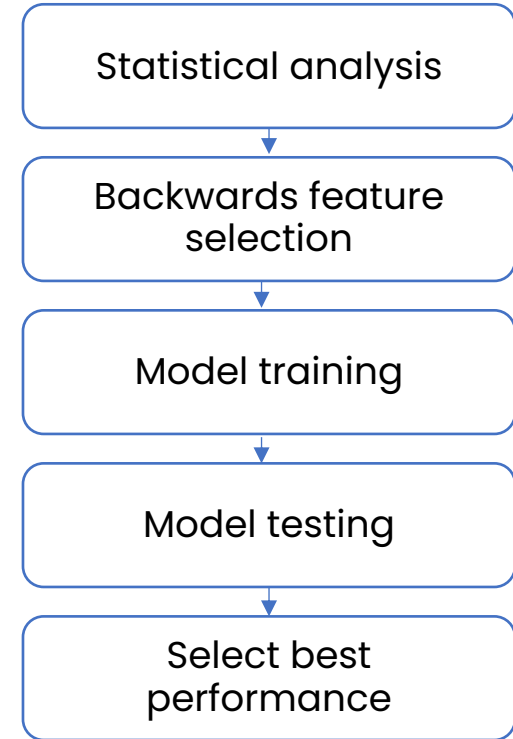 Statistical analysis
Backwards feature
selection
Model training
Model testing
Select best
performance